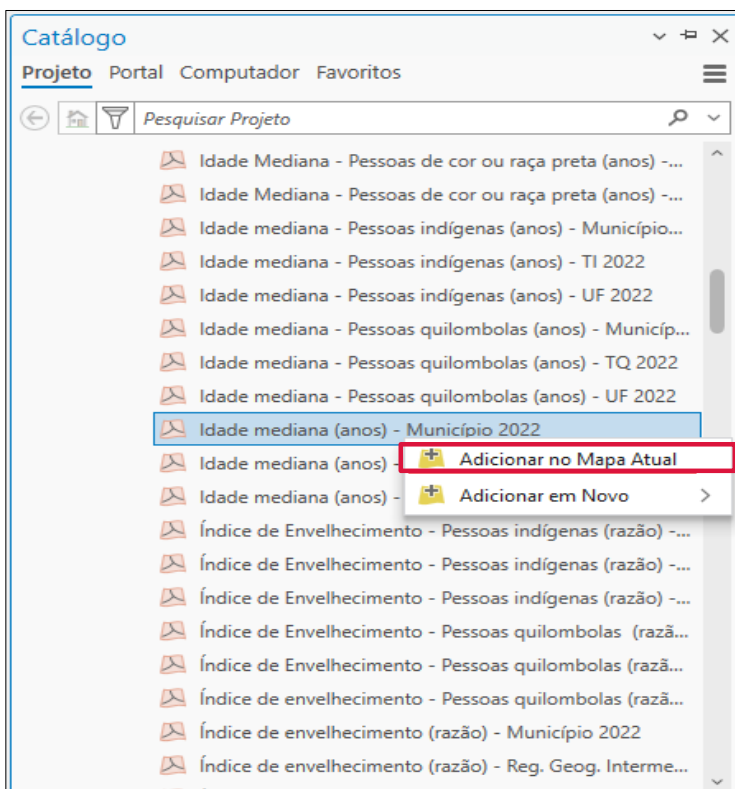 Catálogo
Projeto Portal Computador Favoritos
Pesquisar Projeto
Idade Mediana - Pessoas de cor ou raça preta (anos) -...
Idade Mediana - Pessoas de cor ou raça preta (anos) -...
Idade mediana - Pessoas indígenas (anos) - Município...
Idade mediana - Pessoas indígenas (anos) - TI 2022
Idade mediana - Pessoas indígenas (anos) - UF 2022
Idade mediana - Pessoas quilombolas (anos) - Municíp...
Idade mediana - Pessoas quilombolas (anos) - TQ 2022
Idade mediana - Pessoas quilombolas (anos) - UF 2022
Idade mediana (anos) - Município 2022
Idade mediana (anos) -
Adicionar no Mapa Atual
Idade mediana (anos) -
Adicionar em Novo
Índice de Envelhecimento - Pessoas indígenas (razão) -...
Índice de Envelhecimento - Pessoas indígenas (razão) -...
Índice de Envelhecimento - Pessoas indígenas (razão) -...
Índice de Envelhecimento - Pessoas quilombolas (razã...
Índice de Envelhecimento - Pessoas quilombolas (razã...
Índice de envelhecimento - Pessoas quilombolas (razã...
Índice de envelhecimento (razão) - Município 2022
Índice de envelhecimento (razão) - Reg. Geog. Interme...